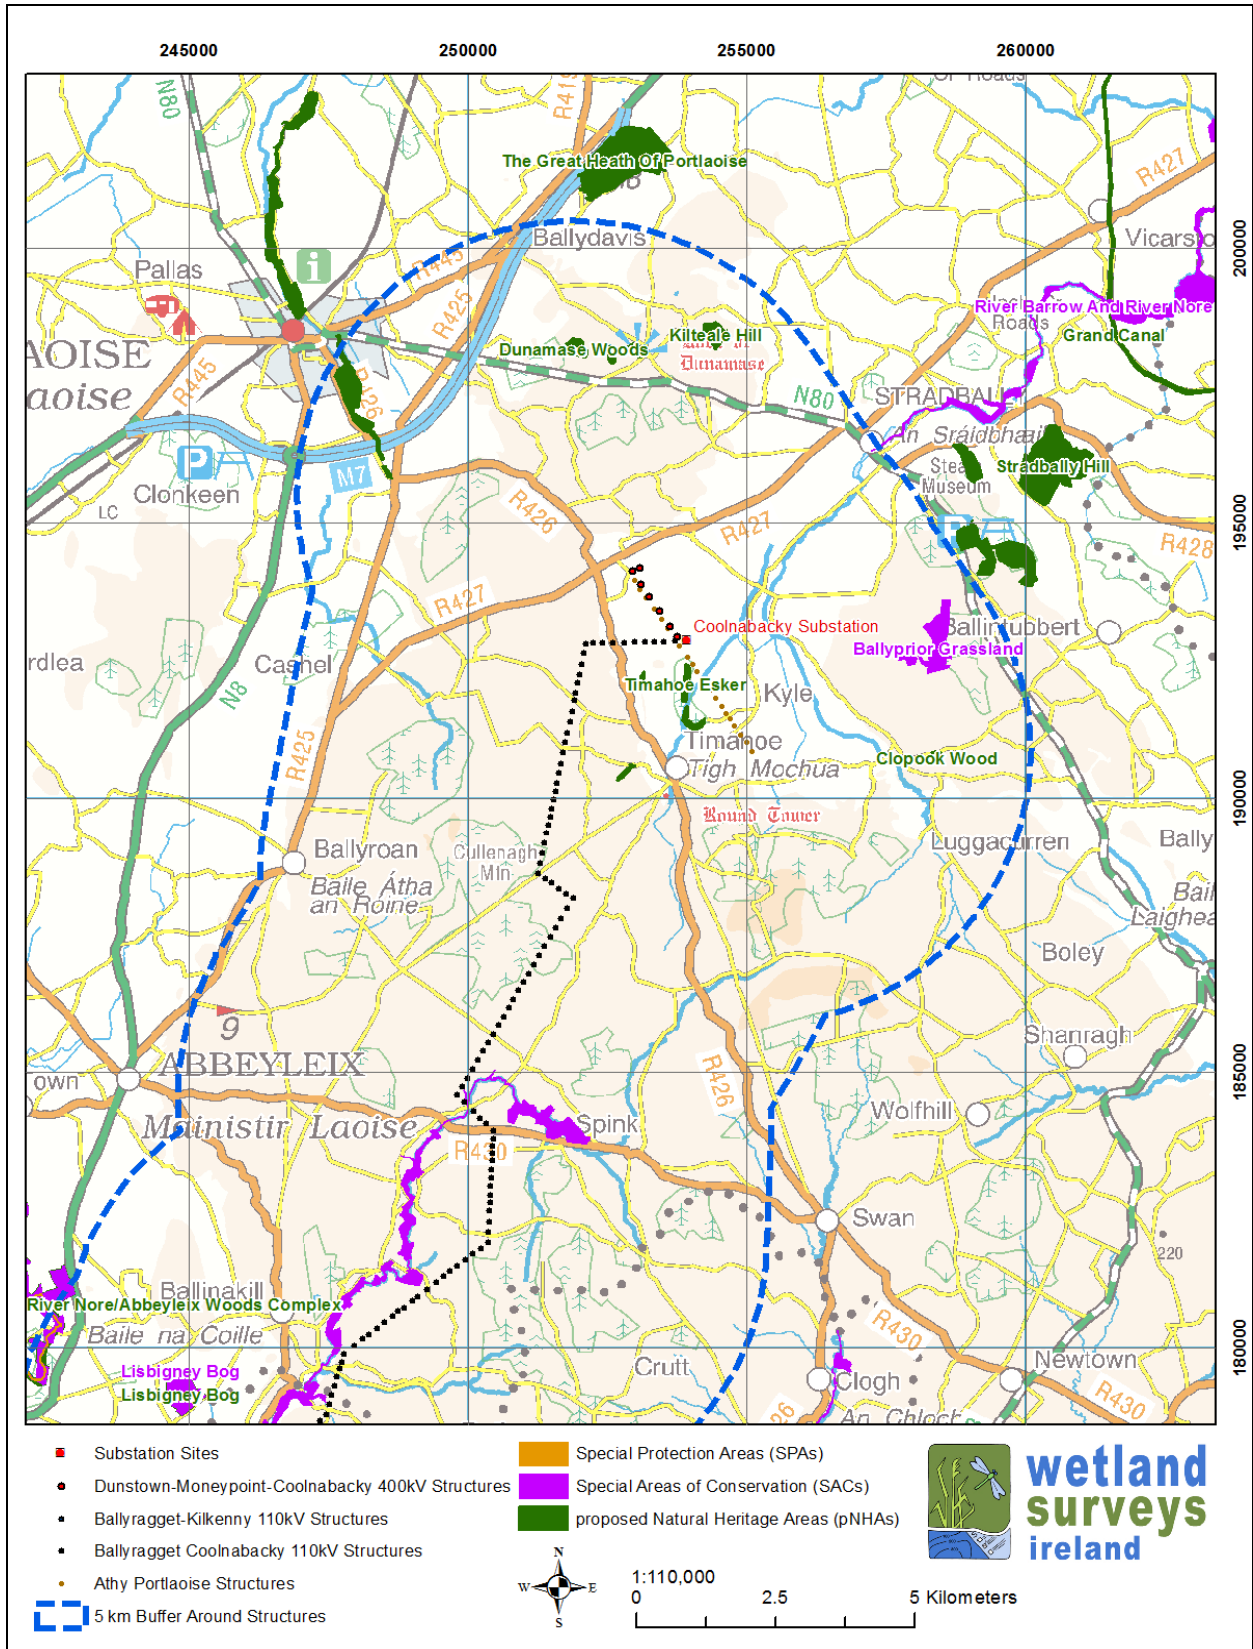 245000 250000 255000 260000
N80
R419
Or Roads
R427
The Great Heath Of Portlaoise
200000
Ballydavis
Vicarsto
Pallas
i
R445
R425
River Barrow And River Nore
Roads
Grand Canal
Kilteale Hill
Dunamase Woods
Dunamase
AOISE
aoise
R445
R426
N80
STRADBALLY
An Sráidbhaile
P
M7
Clonkeen
LC
Stradbally Hill
Museum
195000
R426
R427
R428
P
R427
Coolnabacky Substation
Ballintubbert
Ballyprior Grassland
rdlea
Cashel
N8
Timahoe Esker
Kyle
R425
Timahoe
Tigh Mochua
Clopook Wood
190000
Round Tower
Ballyroan
Cullenagh
Mtn
Luggacurren
Bally
Baile Átha
an Róine
Bail
Laighea
Boley
9
Shanragh
ABBEYLEIX
own
R426
185000
Mainistir Laoise
Spink
Wolfhill
R430
Swan
220
Ballinakill
River Nore/Abbeyleix Woods Complex
Baile na Coille
R430
Lisbigney Bog
Lisbigney Bog
Crutt
Newtown
180000
Clogh
R430
26
An Chloch
Substation Sites
Dunstown-Moneypoint-Coolnabacky 400kV Structures
Ballyragget-Kilkenny 110kV Structures
Ballyragget Coolnabacky 110kV Structures
Athy Portlaoise Structures
5 km Buffer Around Structures
Special Protection Areas (SPAs)
Special Areas of Conservation (SACs)
proposed Natural Heritage Areas (pNHAs)
N
W E
S
1:110,000
0 2.5 5 Kilometers
wetland
surveys
ireland